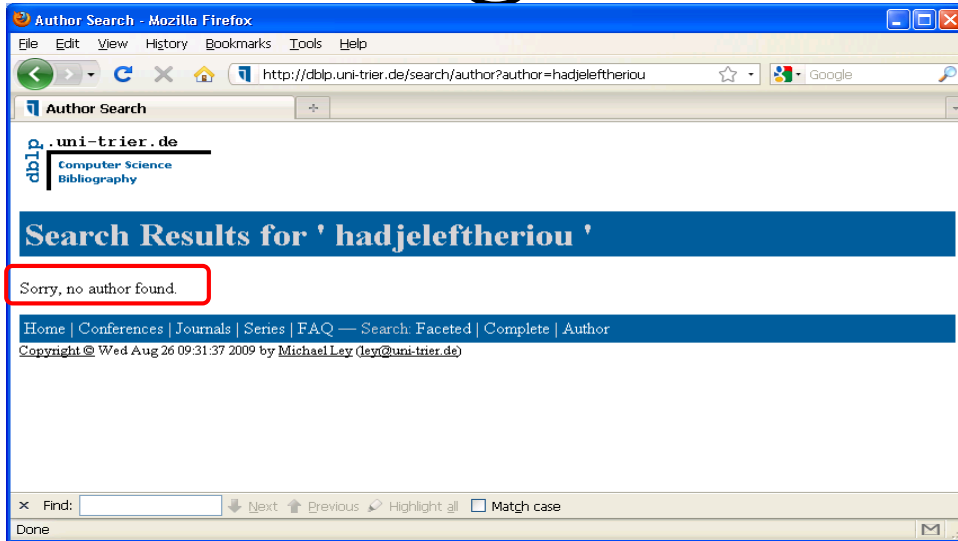 Author Search - Mozilla Firefox
File Edit View History Bookmarks Tools Help
http://dblp.uni-trier.de/search/author?author=hadjeleftheriou Google
Author Search
dblp .uni-trier.de
Computer Science
Bibliography
Search Results for ' hadjeleftheriou '
Sorry, no author found.
Home | Conferences | Journals | Series | FAQ — Search: Faceted | Complete | Author
Copyright © Wed Aug 26 09:31:37 2009 by Michael Ley (ley@uni-trier.de)
× Find: Next Previous Highlight all Match case
Done